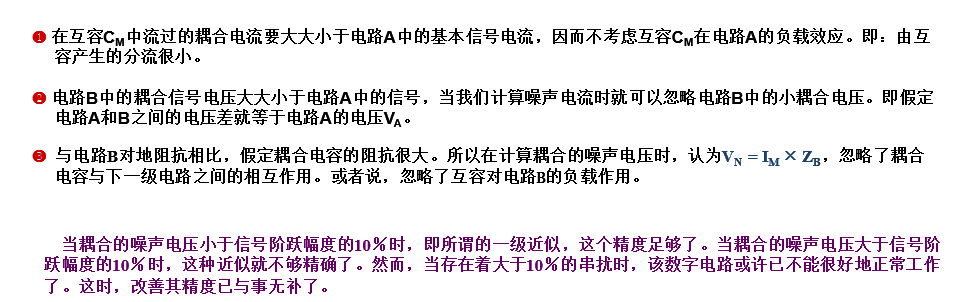 ❶ 在互容CM中流过的耦合电流要大大小于电路A中的基本信号电流，因而不考虑互容CM在电路A的负载效应。即：由互
容产生的分流很小。
❷ 电路B中的耦合信号电压大大小于电路A中的信号，当我们计算噪声电流时就可以忽略电路B中的小耦合电压。即假定
电路A和B之间的电压差就等于电路A的电压VA。
❸ 与电路B对地阻抗相比，假定耦合电容的阻抗很大。所以在计算耦合的噪声电压时，认为VN = IM × ZB，忽略了耦合
电容与下一级电路之间的相互作用。或者说，忽略了互容对电路B的负载作用。
当耦合的噪声电压小于信号阶跃幅度的10％时，即所谓的一级近似，这个精度足够了。当耦合的噪声电压大于信号阶
跃幅度的10％时，这种近似就不够精确了。然而，当存在着大于10％的串扰时，该数字电路或许已不能很好地正常工作
了。这时，改善其精度已与事无补了。